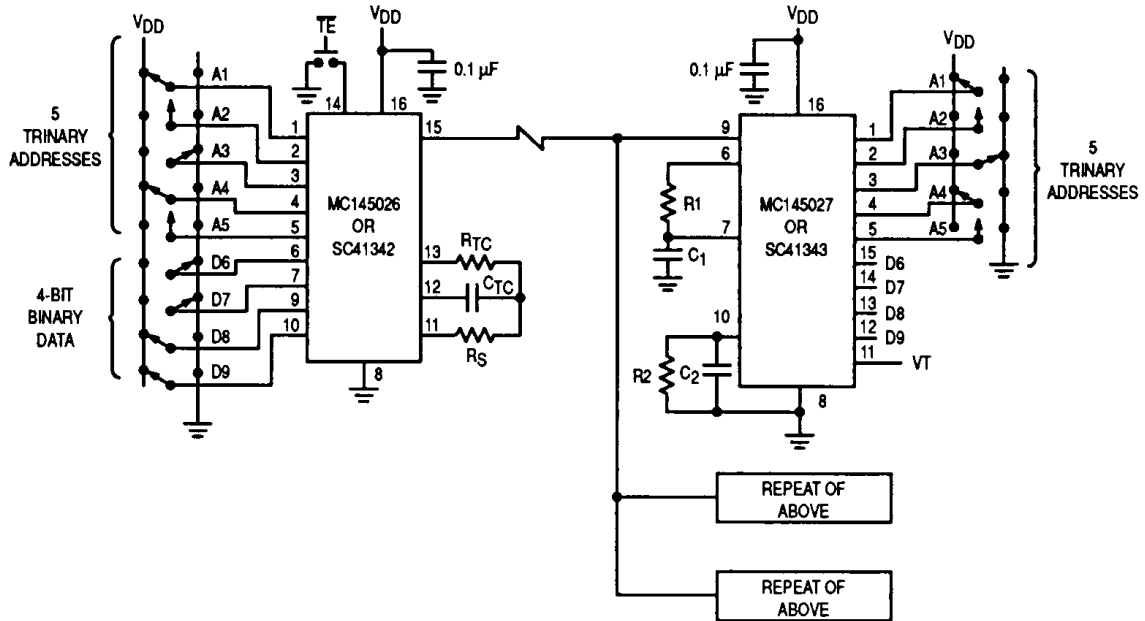 VDD
5
TRINARY
ADDRESSES
A1
A2
A3
A4
A5
4-BIT
BINARY
DATA
D6
D7
D8
D9
TE
VDD
0.1 µF
14
16
1
2
3
4
5
6
7
9
10
15
13
12
11
8
MC145026
OR
SC41342
RTC
CTC
RS
VDD
0.1 µF
16
9
6
7
10
R1
C1
R2
C2
MC145027
OR
SC41343
1
2
3
4
5
15
14
13
12
11
8
D6
D7
D8
D9
VT
VDD
A1
A2
A3
A4
A5
5
TRINARY
ADDRESSES
REPEAT OF
ABOVE
REPEAT OF
ABOVE